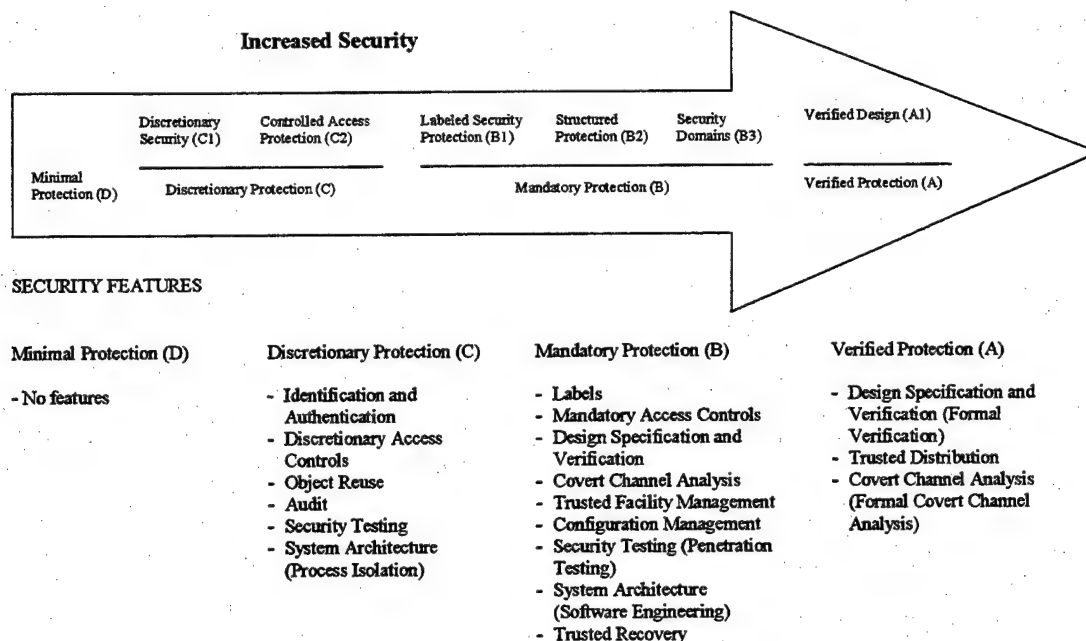 Increased Security
Discretionary
Security (C1)
Controlled Access
Protection (C2)
Labeled Security
Protection (B1)
Structured
Protection (B2)
Security
Domains (B3)
Verified Design (A1)
Minimal
Protection (D)
Discretionary Protection (C)
Mandatory Protection (B)
Verified Protection (A)
SECURITY FEATURES
Minimal Protection (D)
- No features
Discretionary Protection (C)
- Identification and
Authentication
- Discretionary Access
Controls
- Object Reuse
- Audit
- Security Testing
- System Architecture
(Process Isolation)
Mandatory Protection (B)
- Labels
- Mandatory Access Controls
- Design Specification and
Verification
- Covert Channel Analysis
- Trusted Facility Management
- Configuration Management
- Security Testing (Penetration
Testing)
- System Architecture
(Software Engineering)
- Trusted Recovery
Verified Protection (A)
- Design Specification and
Verification (Formal
Verification)
- Trusted Distribution
- Covert Channel Analysis
(Formal Covert Channel
Analysis)